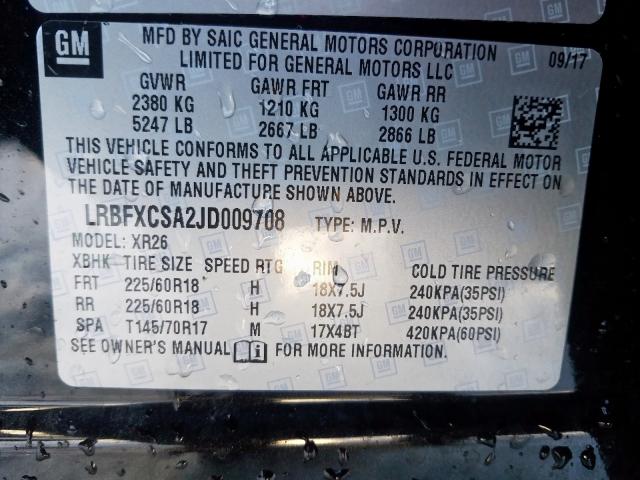 GM
MFD BY SAIC GENERAL MOTORS CORPORATION
LIMITED FOR GENERAL MOTORS LLC
09/17
GVWR GAWR FRT GAWR RR
2380 KG 1210 KG 1300 KG
5247 LB 2667 LB 2866 LB
THIS VEHICLE CONFORMS TO ALL APPLICABLE U.S. FEDERAL MOTOR
VEHICLE SAFETY AND THEFT PREVENTION STANDARDS IN EFFECT ON
THE DATE OF MANUFACTURE SHOWN ABOVE.
LRBFXCSA2JD009708 TYPE: M.P.V.
MODEL: XR26
XBHK TIRE SIZE SPEED RTG RIM COLD TIRE PRESSURE
FRT 225/60R18 H 18X7.5J 240KPA(35PSI)
RR 225/60R18 H 18X7.5J 240KPA(35PSI)
SPA T145/70R17 M 17X4BT 420KPA(60PSI)
SEE OWNER'S MANUAL FOR MORE INFORMATION.